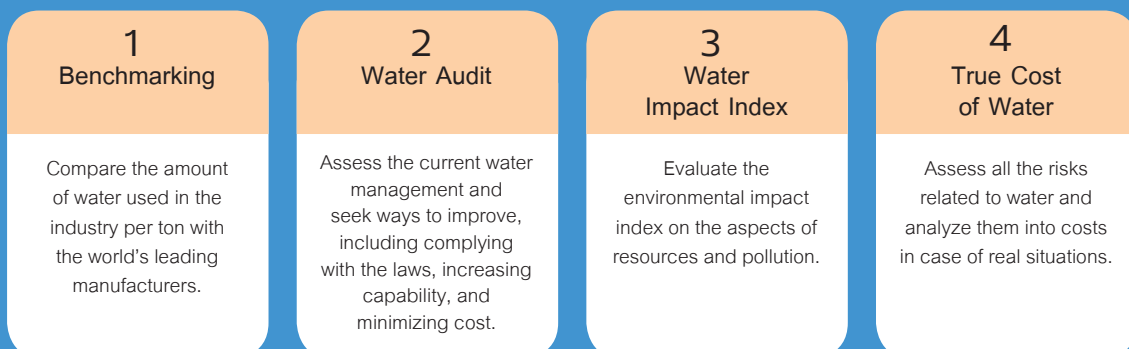 1
Benchmarking
Compare the amount
of water used in the
industry per ton with
the world's leading
manufacturers.
2
Water Audit
Assess the current water
management and
seek ways to improve,
including complying
with the laws, increasing
capability, and
minimizing cost.
3
Water
Impact Index
Evaluate the
environmental impact
index on the aspects of
resources and pollution.
4
True Cost
of Water
Assess all the risks
related to water and
analyze them into costs
in case of real situations.